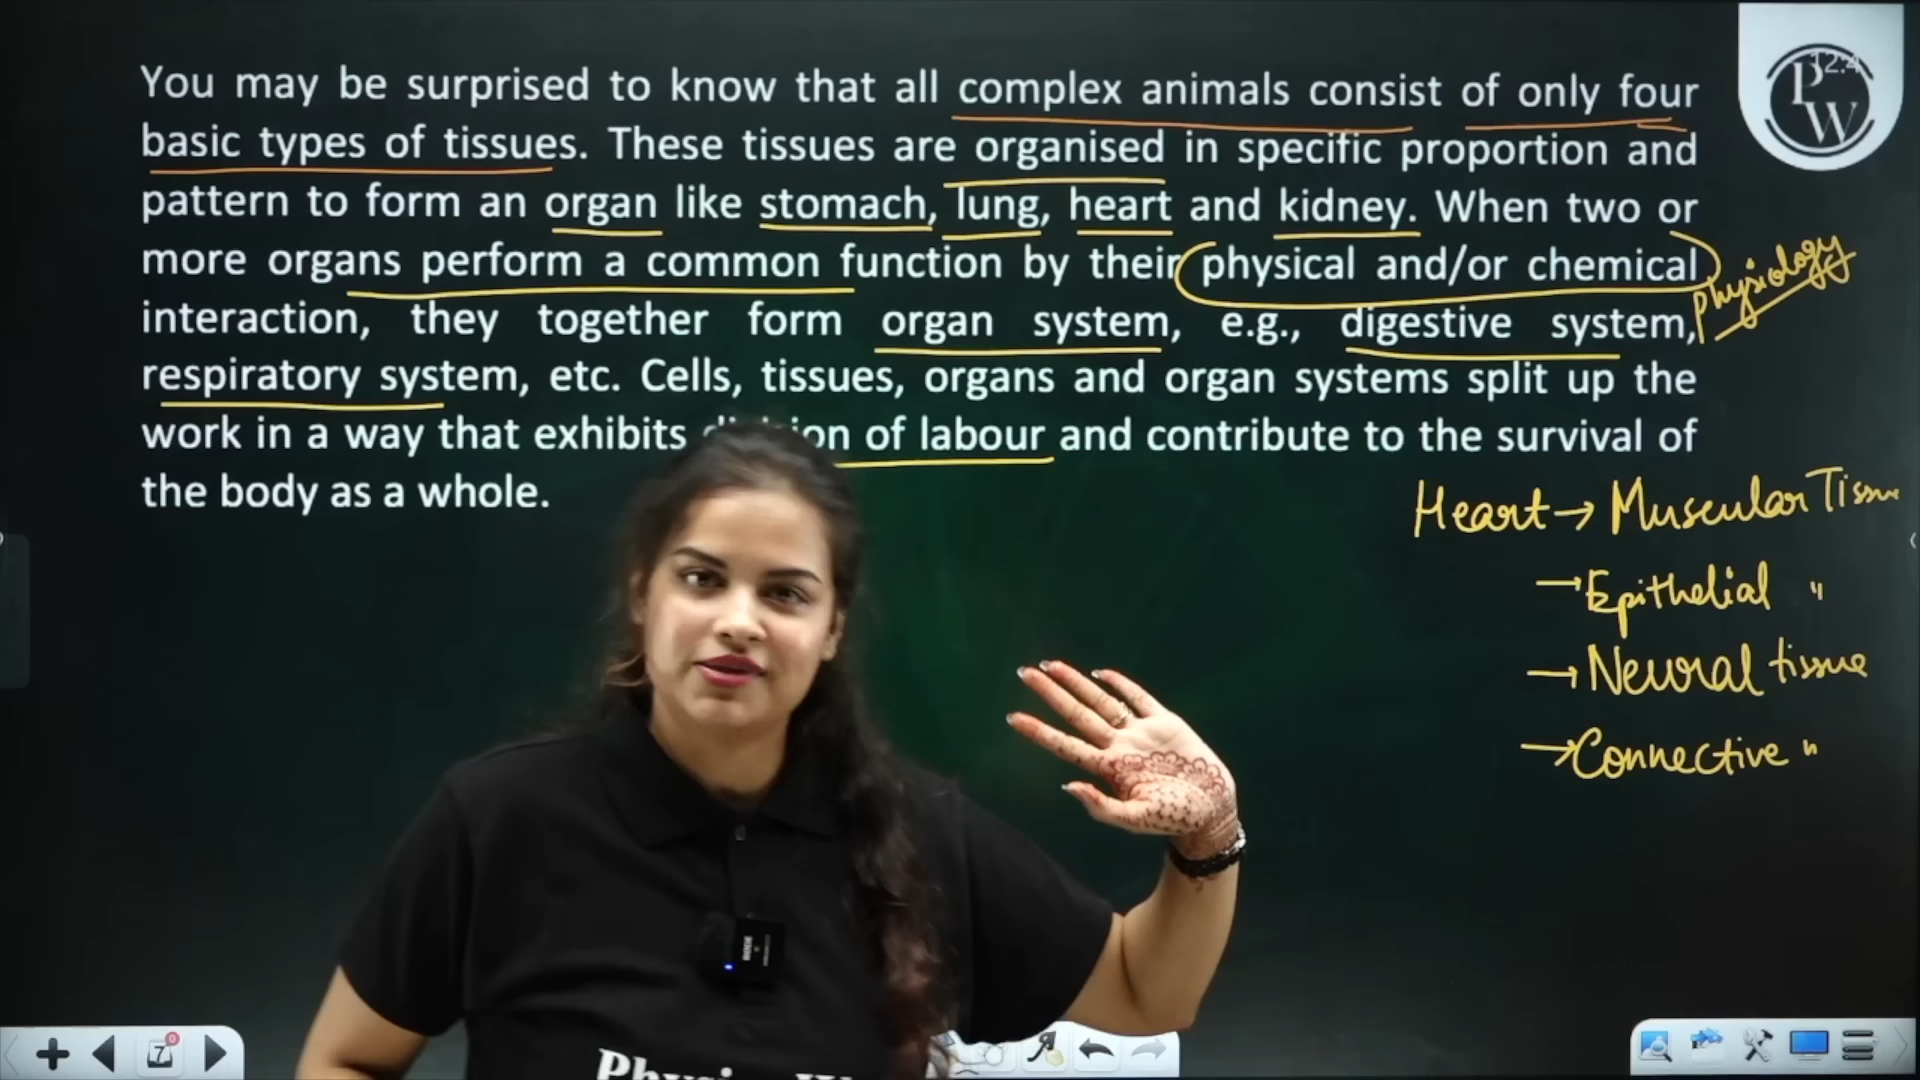 You may be surprised to know that all complex animals consist of only four
basic types of tissues. These tissues are organised in specific proportion and
pattern to form an organ like stomach, lung, heart and kidney. When two or
more organs perform a common function by their physical and/or chemical
Physiology
interaction, they together form organ system, e.g., digestive system,
respiratory system, etc. Cells, tissues, organs and organ systems split up the
work in a way that exhibits division of labour and contribute to the survival of
the body as a whole.
Heart → Muscular Tissue
→ Epithelial "
→ Neural tissue
→ Connective "
PW
7
0
RODE